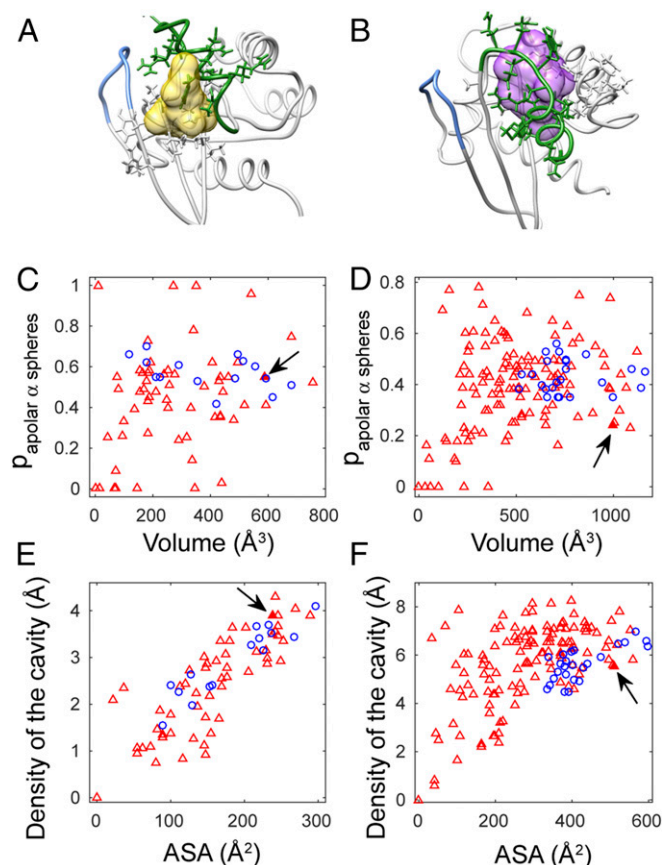 A
B
C
D
p apolar α spheres
1
0.8
0.6
0.4
0.2
0
0 200 400 600 800
Volume (Å³)
p apolar α spheres
0.8
0.6
0.4
0.2
0
0 500 1000
Volume (Å³)
E
F
Density of the cavity (Å)
4
3
2
1
0
0 100 200 300
ASA (Å²)
Density of the cavity (Å)
8
6
4
2
0
0 200 400 600
ASA (Å²)